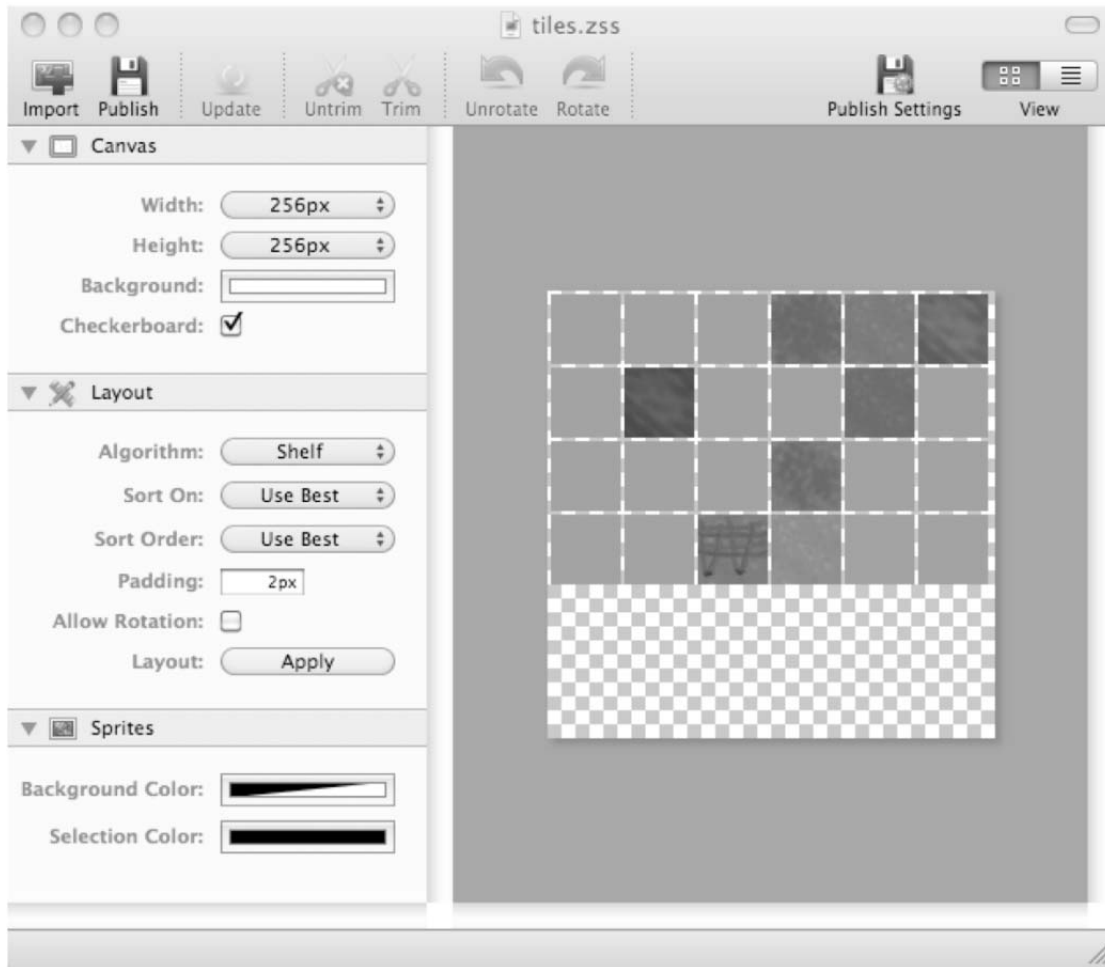 tiles.zss
Import Publish Update Untrim Trim Unrotate Rotate Publish Settings View
Canvas
Width: 256px
Height: 256px
Background:
Checkerboard:
Layout
Algorithm: Shelf
Sort On: Use Best
Sort Order: Use Best
Padding: 2px
Allow Rotation:
Layout: Apply
Sprites
Background Color:
Selection Color: